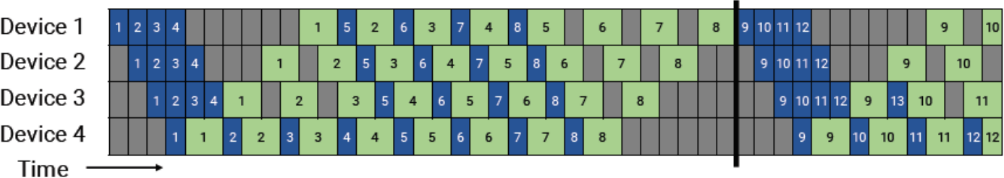 Device 1 1 2 3 4 1 5 2 6 3 7 4 8 5 6 7 8 9 10 11 12 9 10
Device 2 1 2 3 4 1 2 5 3 6 4 7 5 8 6 7 8 9 10 11 12 9 10
Device 3 1 2 3 4 1 2 3 5 4 6 5 7 6 8 7 8 9 10 11 12 9 13 10 11
Device 4 1 1 2 2 3 3 4 4 5 5 6 6 7 7 8 8 9 9 10 10 11 11 12 12
Time